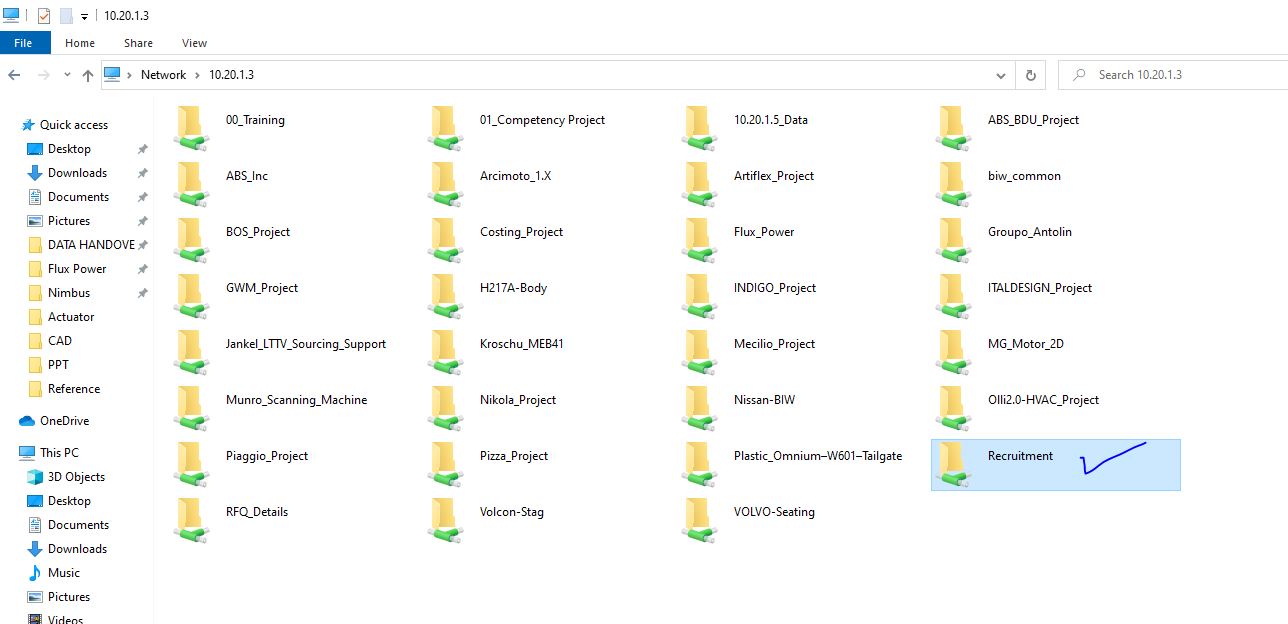 10.20.1.3
File Home Share View
Network › 10.20.1.3 Search 10.20.1.3
Quick access
Desktop
Downloads
Documents
Pictures
DATA HANDOVE
Flux Power
Nimbus
Actuator
CAD
PPT
Reference
OneDrive
This PC
3D Objects
Desktop
Documents
Downloads
Music
Pictures
Videos
00_Training 01_Competency Project 10.20.1.5_Data ABS_BDU_Project
ABS_Inc Arcimoto_1.X Artiflex_Project biw_common
BOS_Project Costing_Project Flux_Power Groupo_Antolin
GWM_Project H217A-Body INDIGO_Project ITALDESIGN_Project
Jankel_LTTV_Sourcing_Support Kroschu_MEB41 Mecilio_Project MG_Motor_2D
Munro_Scanning_Machine Nikola_Project Nissan-BIW Olli2.0-HVAC_Project
Piaggio_Project Pizza_Project Plastic_Omnium–W601–Tailgate Recruitment
RFQ_Details Volcon-Stag VOLVO-Seating